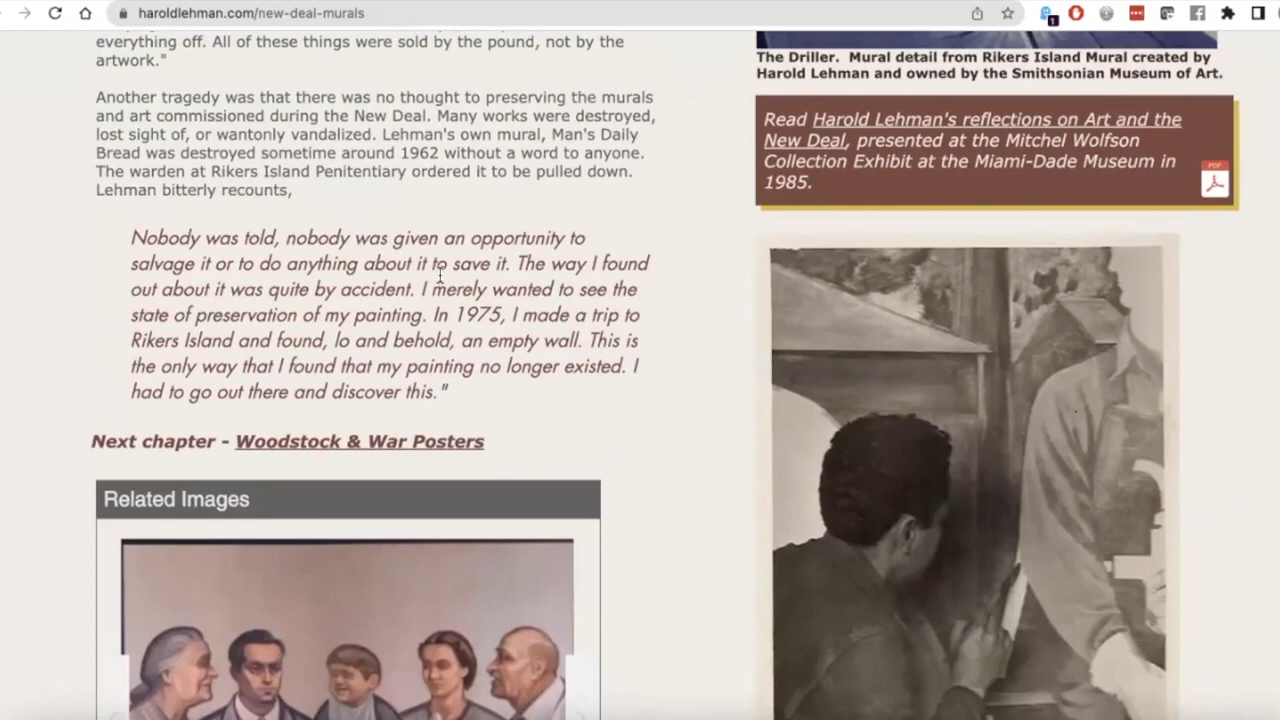 haroldlehman.com/new-deal-murals
1
everything off. All of these things were sold by the pound, not by the
artwork."
Another tragedy was that there was no thought to preserving the murals
and art commissioned during the New Deal. Many works were destroyed,
lost sight of, or wantonly vandalized. Lehman's own mural, Man's Daily
Bread was destroyed sometime around 1962 without a word to anyone.
The warden at Rikers Island Penitentiary ordered it to be pulled down.
Lehman bitterly recounts,
Nobody was told, nobody was given an opportunity to
salvage it or to do anything about it to save it. The way I found
out about it was quite by accident. I merely wanted to see the
state of preservation of my painting. In 1975, I made a trip to
Rikers Island and found, lo and behold, an empty wall. This is
the only way that I found that my painting no longer existed. I
had to go out there and discover this."
Next chapter - Woodstock & War Posters
Related Images
The Driller. Mural detail from Rikers Island Mural created by
Harold Lehman and owned by the Smithsonian Museum of Art.
Read Harold Lehman's reflections on Art and the
New Deal, presented at the Mitchel Wolfson
Collection Exhibit at the Miami-Dade Museum in
1985.
PDF